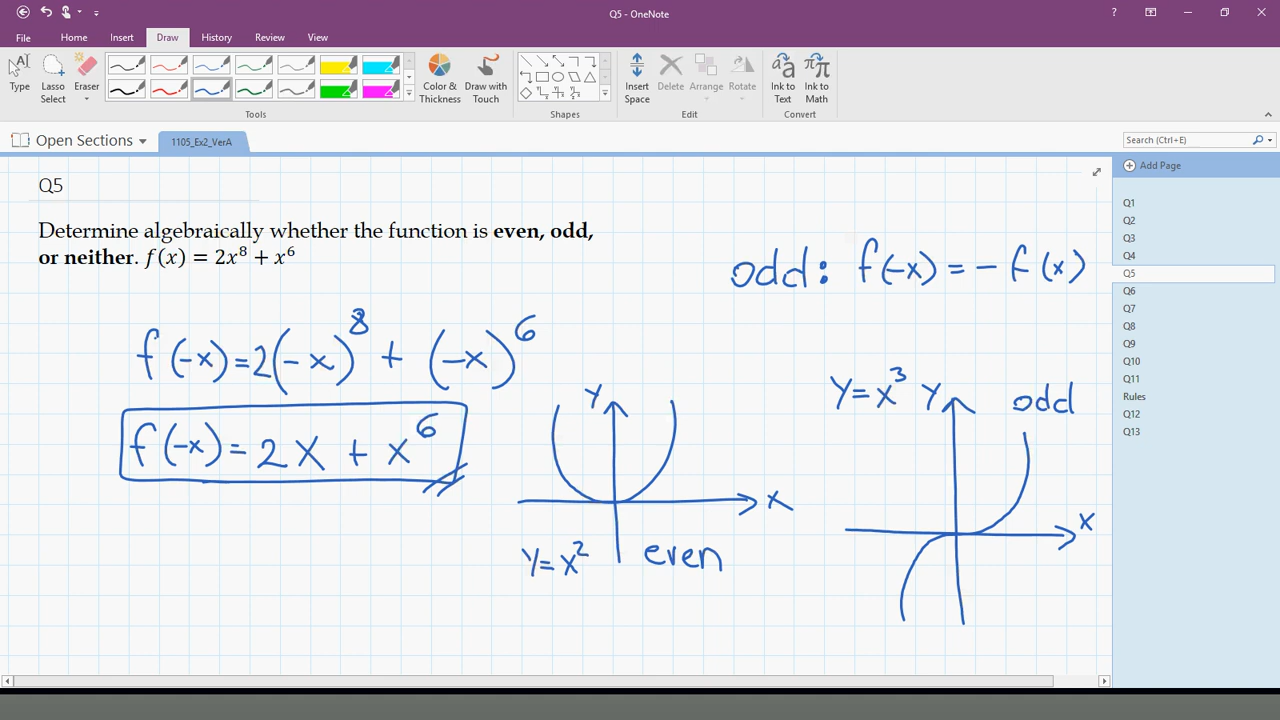 Q5 - OneNote
?
File Home Insert Draw History Review View
Type
Lasso Select
Eraser
Color & Thickness
Draw with Touch
Insert Space
Delete
Arrange
Rotate
Ink to Text
Ink to Math
Tools
Shapes
Edit
Convert
Open Sections
1105_Ex2_VerA
Search (Ctrl+E)
Add Page
Q1
Q2
Q3
Q4
Q5
Q6
Q7
Q8
Q9
Q10
Q11
Rules
Q12
Q13
Q5
Determine algebraically whether the function is even, odd,
or neither. f(x) = 2x⁸ + x⁶
odd: f(-x) = - f(x)
f(-x) = 2(-x)⁸ + (-x)⁶
f(-x) = 2x + x⁶
y
x
y = x²
even
y = x³
y
odd
x